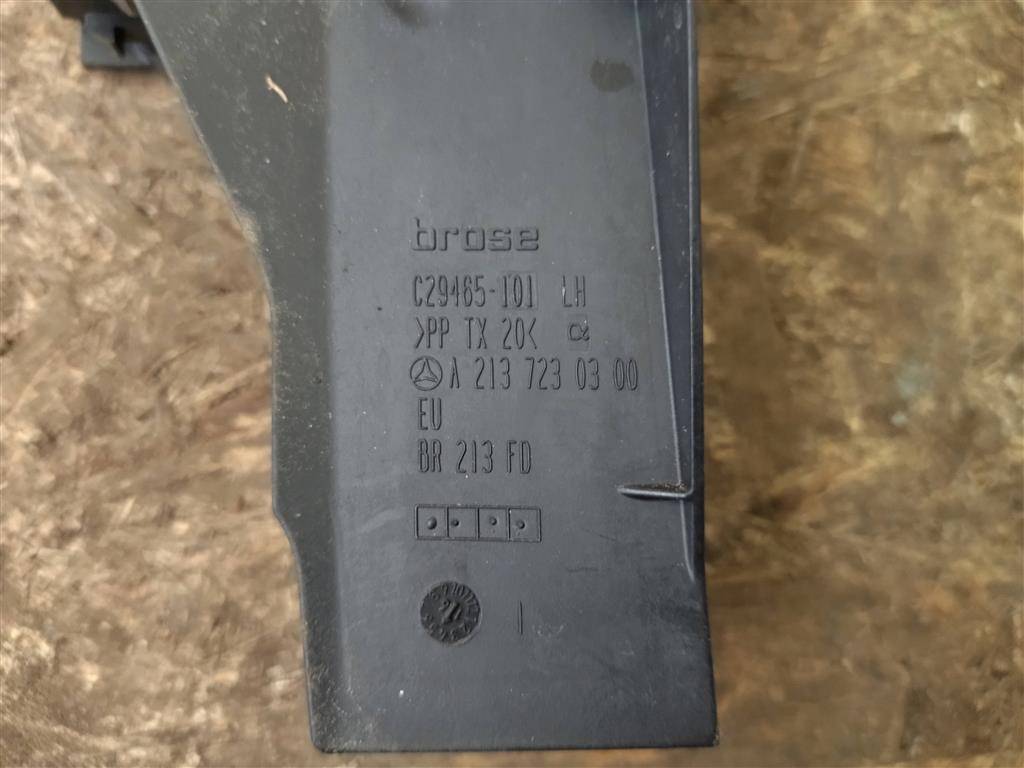 brose
C29465-101 LH
>PP TX 20<
A 213 723 03 00
EU
BR 213 FD